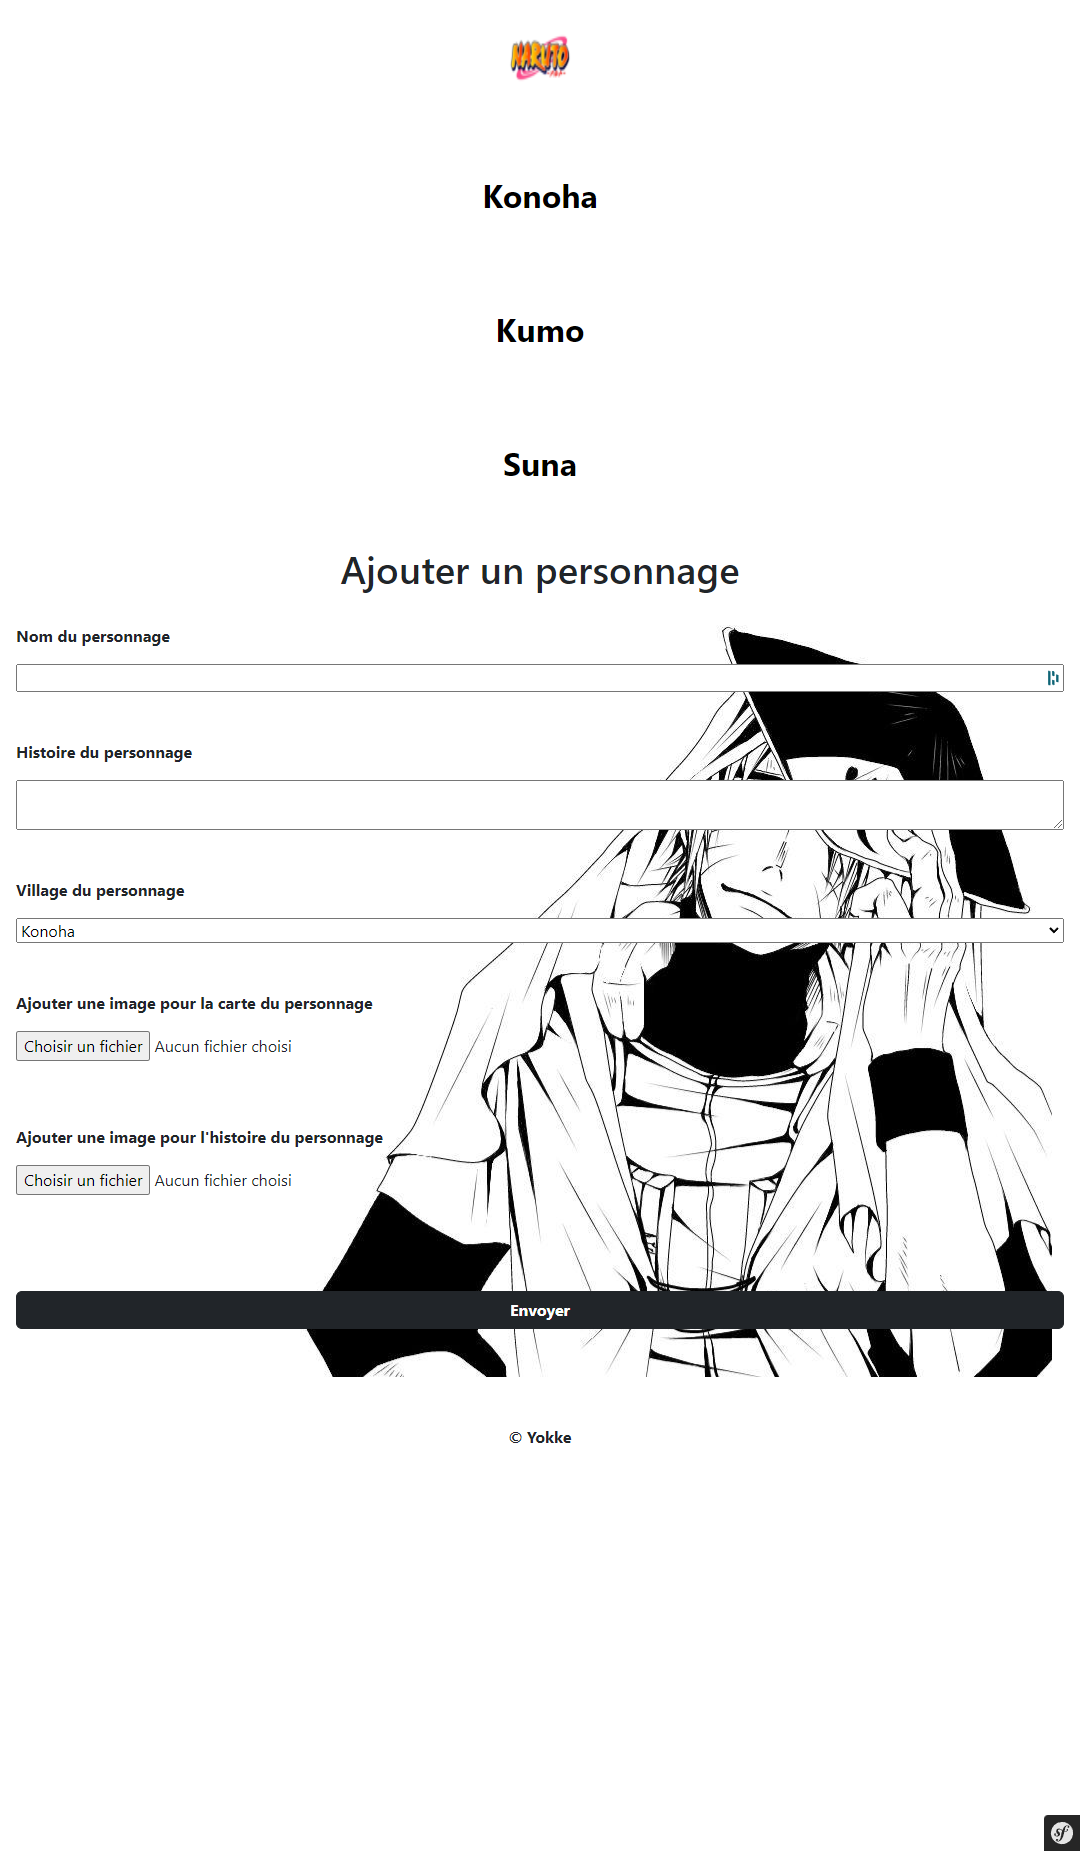 NARUTO
Konoha
Kumo
Suna
Ajouter un personnage
Nom du personnage
Histoire du personnage
Village du personnage
Konoha
Ajouter une image pour la carte du personnage
Choisir un fichier Aucun fichier choisi
Ajouter une image pour l'histoire du personnage
Choisir un fichier Aucun fichier choisi
Envoyer
© Yokke
sf